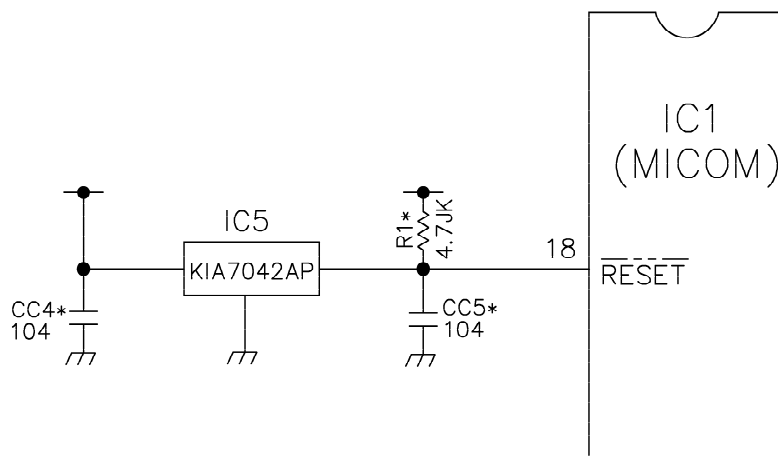 IC1
(MICOM)
IC5
KIA7042AP
R1*
4.7JK
18
RESET
CC4*
104
CC5*
104